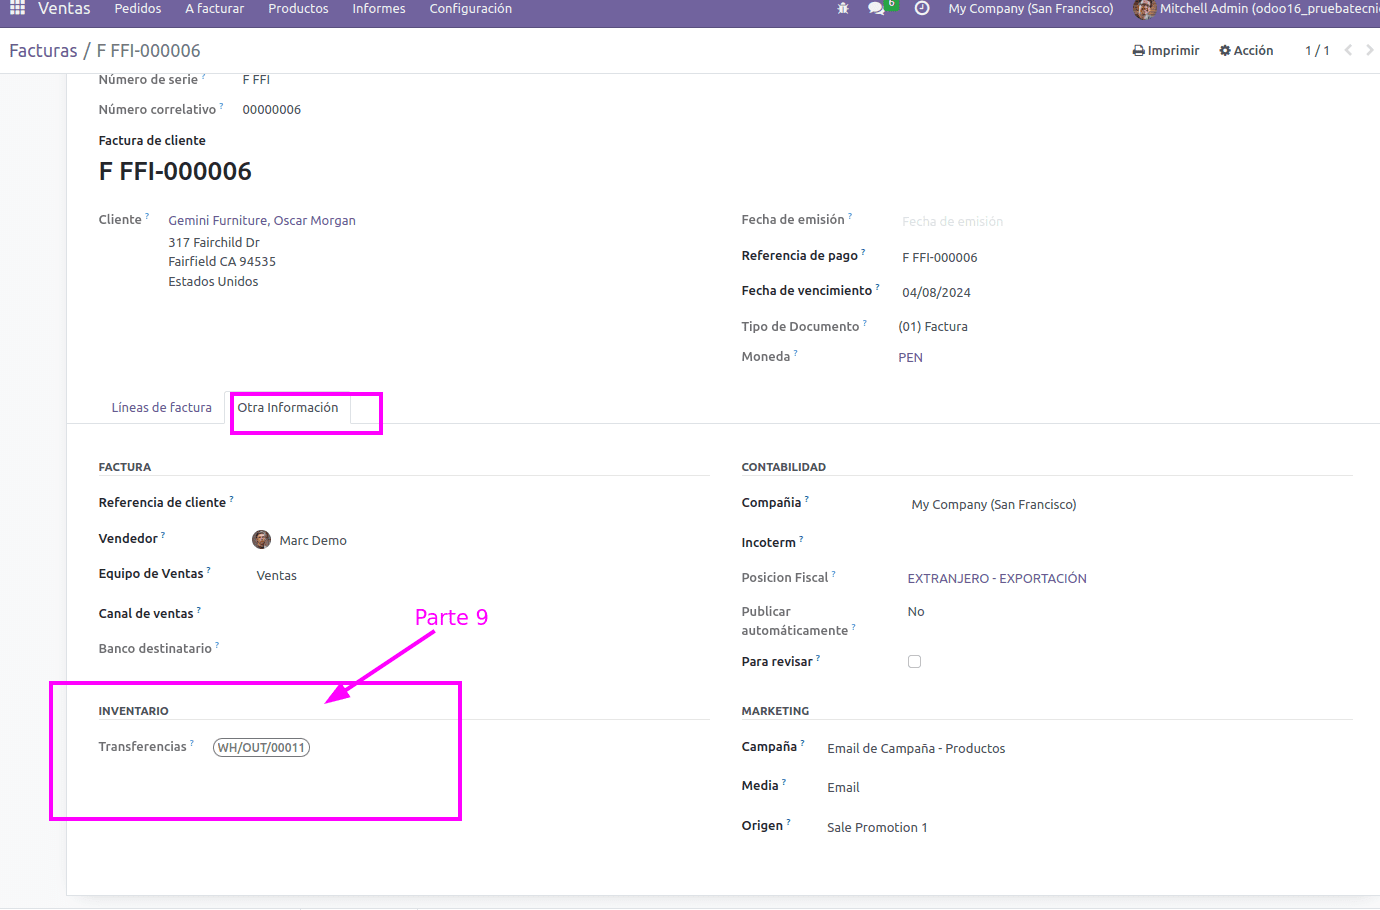 Ventas Pedidos A facturar Productos Informes Configuración 6 My Company (San Francisco) Mitchell Admin (odoo16_pruebatecni
Facturas / F FFI-000006 Imprimir Acción 1 / 1
Número de serie ? F FFI
Número correlativo ? 00000006
Factura de cliente
F FFI-000006
Cliente ? Gemini Furniture, Oscar Morgan
317 Fairchild Dr
Fairfield CA 94535
Estados Unidos
Fecha de emisión ? Fecha de emisión
Referencia de pago ? F FFI-000006
Fecha de vencimiento ? 04/08/2024
Tipo de Documento ? (01) Factura
Moneda ? PEN
Líneas de factura Otra Información
FACTURA
Referencia de cliente ?
Vendedor ? Marc Demo
Equipo de Ventas ? Ventas
Canal de ventas ?
Banco destinatario ?
CONTABILIDAD
Compañia ? My Company (San Francisco)
Incoterm ?
Posicion Fiscal ? EXTRANJERO - EXPORTACIÓN
Publicar
automáticamente ? No
Para revisar ?
Parte 9
INVENTARIO
Transferencias ? WH/OUT/00011
MARKETING
Campaña ? Email de Campaña - Productos
Media ? Email
Origen ? Sale Promotion 1